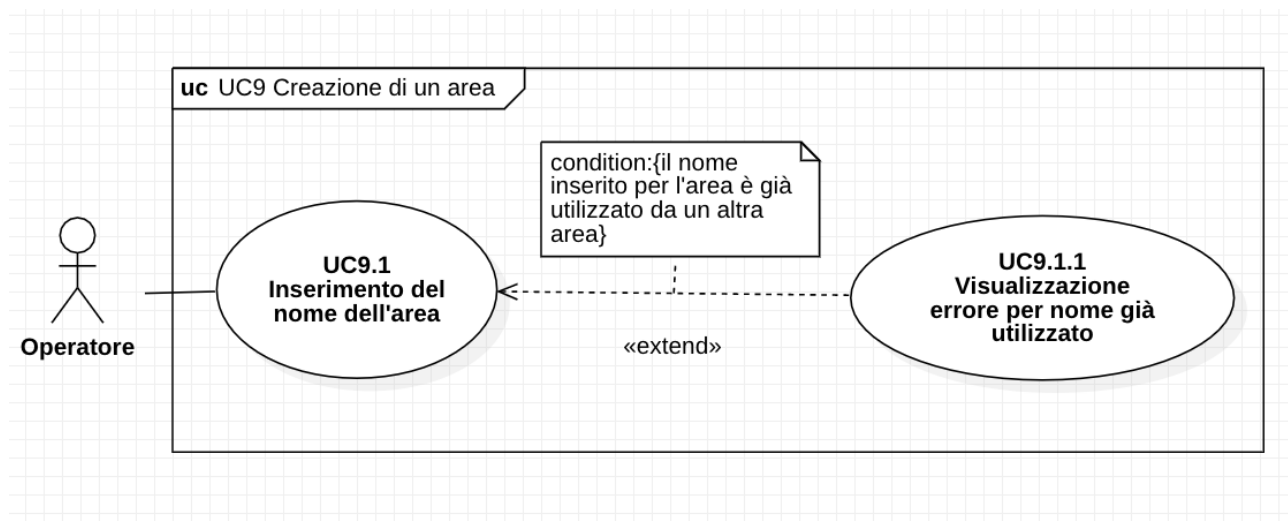 uc UC9 Creazione di un area
condition:{il nome
inserito per l'area è già
utilizzato da un altra
area}
Operatore
UC9.1
Inserimento del
nome dell'area
«extend»
UC9.1.1
Visualizzazione
errore per nome già
utilizzato